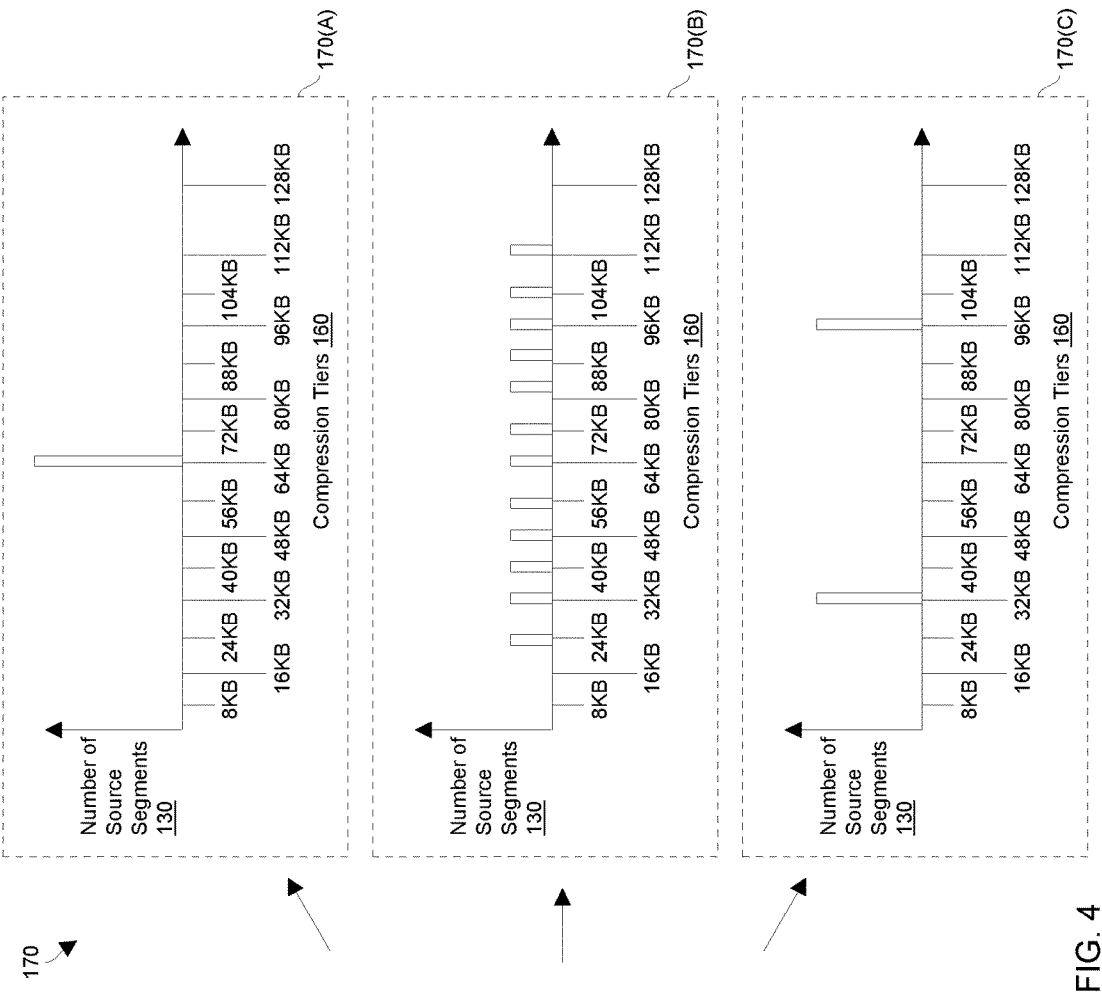 170
170(A)
Number of
Source
Segments
130
8KB
16KB
24KB
32KB
40KB
48KB
56KB
64KB
72KB
80KB
88KB
96KB
104KB
112KB
128KB
Compression Tiers 160
170(B)
Number of
Source
Segments
130
8KB
16KB
24KB
32KB
40KB
48KB
56KB
64KB
72KB
80KB
88KB
96KB
104KB
112KB
128KB
Compression Tiers 160
170(C)
Number of
Source
Segments
130
8KB
16KB
24KB
32KB
40KB
48KB
56KB
64KB
72KB
80KB
88KB
96KB
104KB
112KB
128KB
Compression Tiers 160
FIG. 4